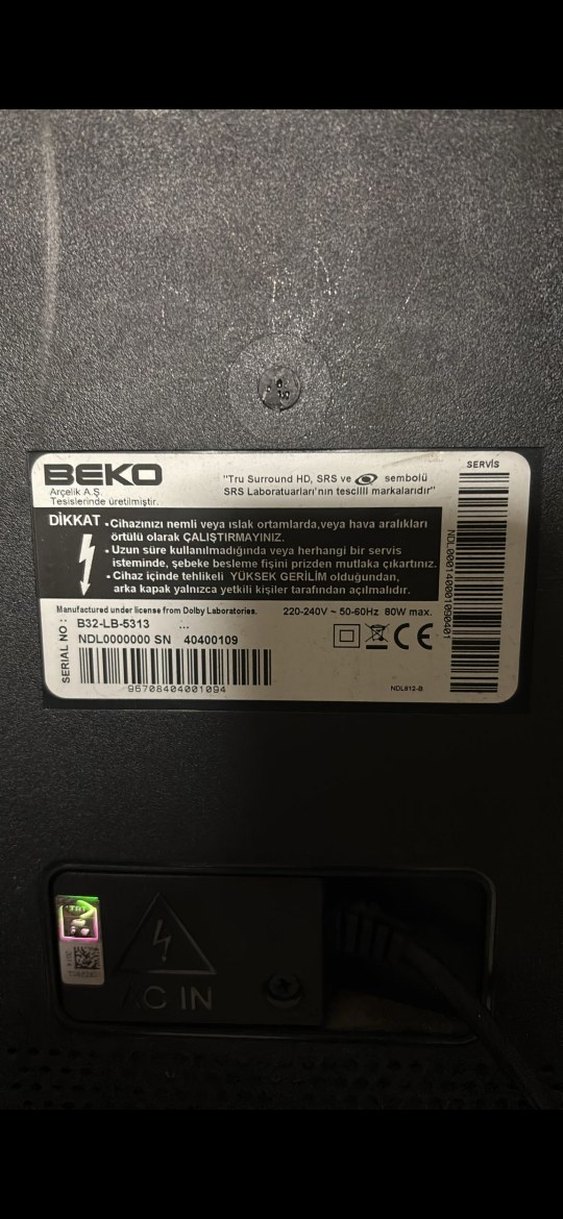 BEKO
Arçelik A.Ş.
Tesislerinde üretilmiştir.
"Tru Surround HD, SRS ve sembolü
SRS Laboratuarları'nın tescilli markalarıdır"
SERVİS
DİKKAT
• Cihazınızı nemli veya ıslak ortamlarda,veya hava aralıkları
örtülü olarak ÇALIŞTIRMAYINIZ.
• Uzun süre kullanılmadığında veya herhangi bir servis
isteminde, şebeke besleme fişini prizden mutlaka çıkartınız.
• Cihaz içinde tehlikeli YÜKSEK GERİLİM olduğundan,
arka kapak yalnızca yetkili kişiler tarafından açılmalıdır.
Manufactured under license from Dolby Laboratories.
220-240V ~ 50-60Hz 80W max.
SERIAL NO :
B32-LB-5313 ...
NDL0000000 SN 40400109
96708404001094
NDL812-B
CE
AC IN